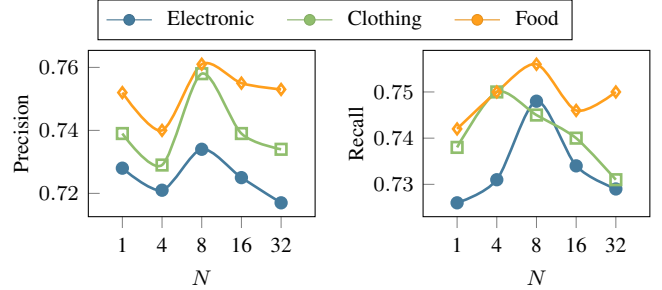 Electronic Clothing Food
Precision
0.76
0.74
0.72
1 4 8 16 32
N
Recall
0.75
0.74
0.73
1 4 8 16 32
N